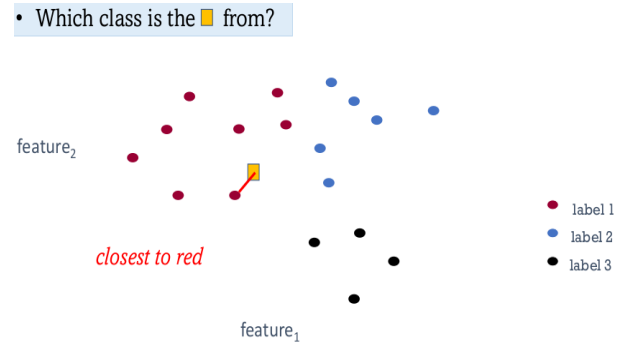 • Which class is the from?
feature₂
label 1
label 2
closest to red
label 3
feature₁